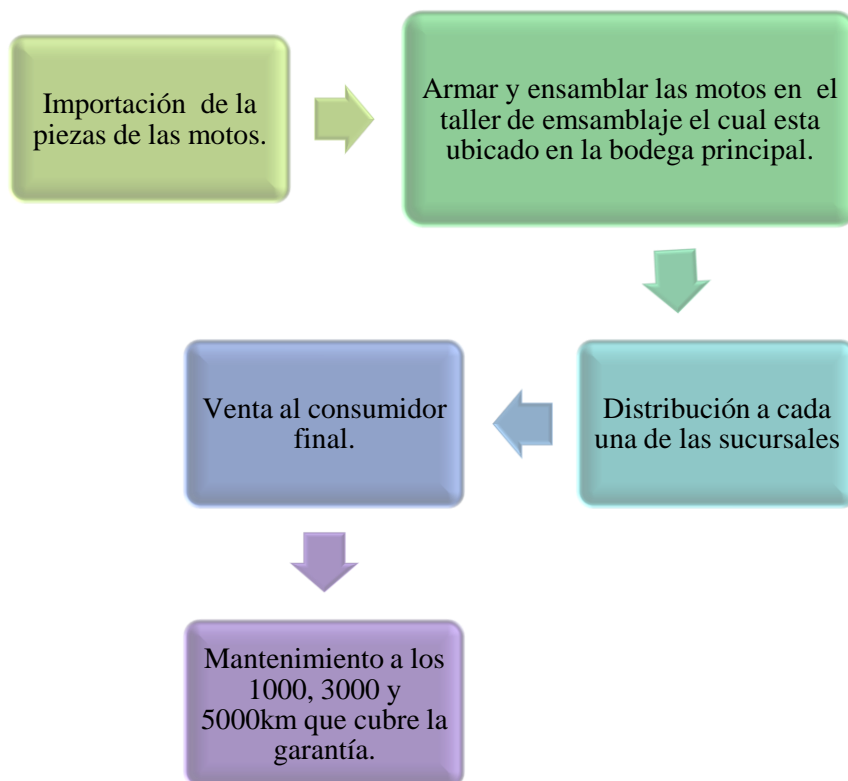 Importación de la
piezas de las motos.
Armar y ensamblar las motos en el
taller de emsamblaje el cual esta
ubicado en la bodega principal.
Distribución a cada
una de las sucursales
Venta al consumidor
final.
Mantenimiento a los
1000, 3000 y
5000km que cubre la
garantía.